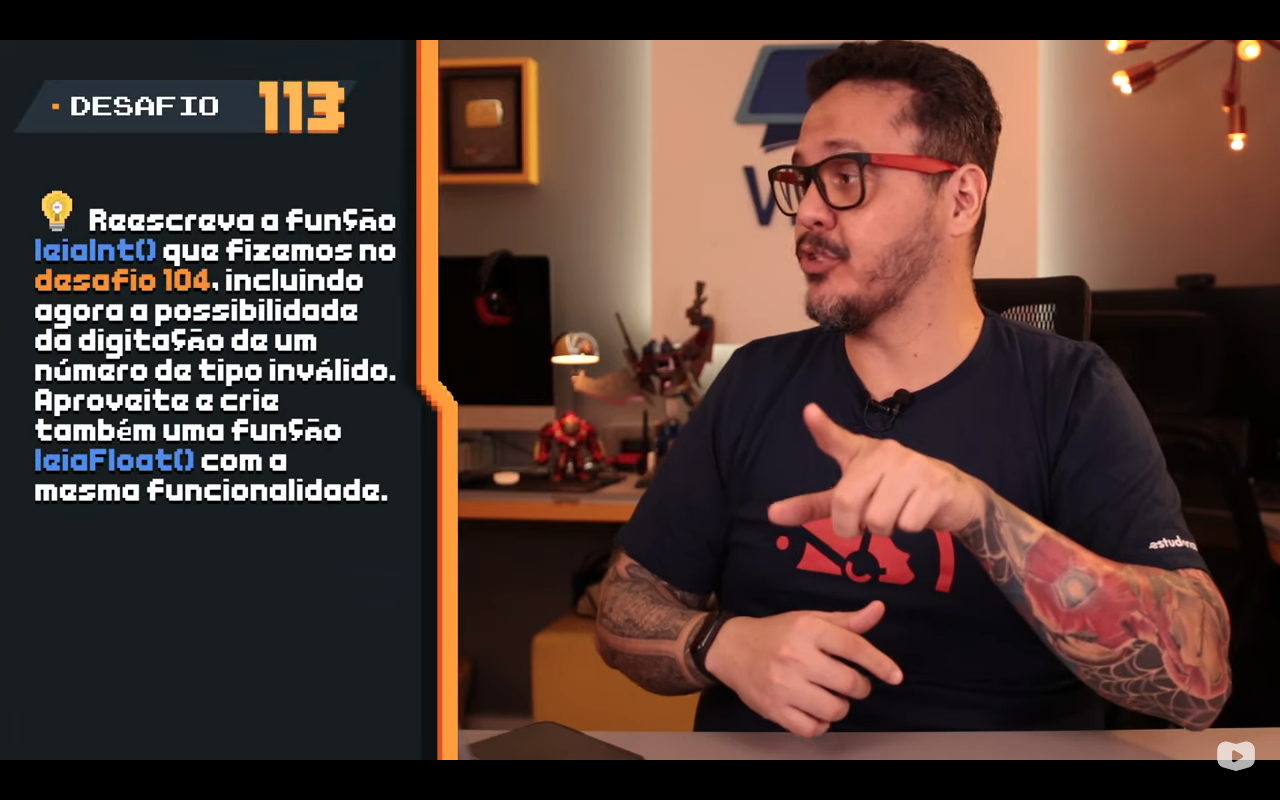 DESAFIO 113
Reescreva a função
leiaInt() que fizemos no
desafio 104, incluindo
agora a possibilidade
da digitação de um
número de tipo inválido.
Aproveite e crie
também uma função
leiaFloat() com a
mesma funcionalidade.